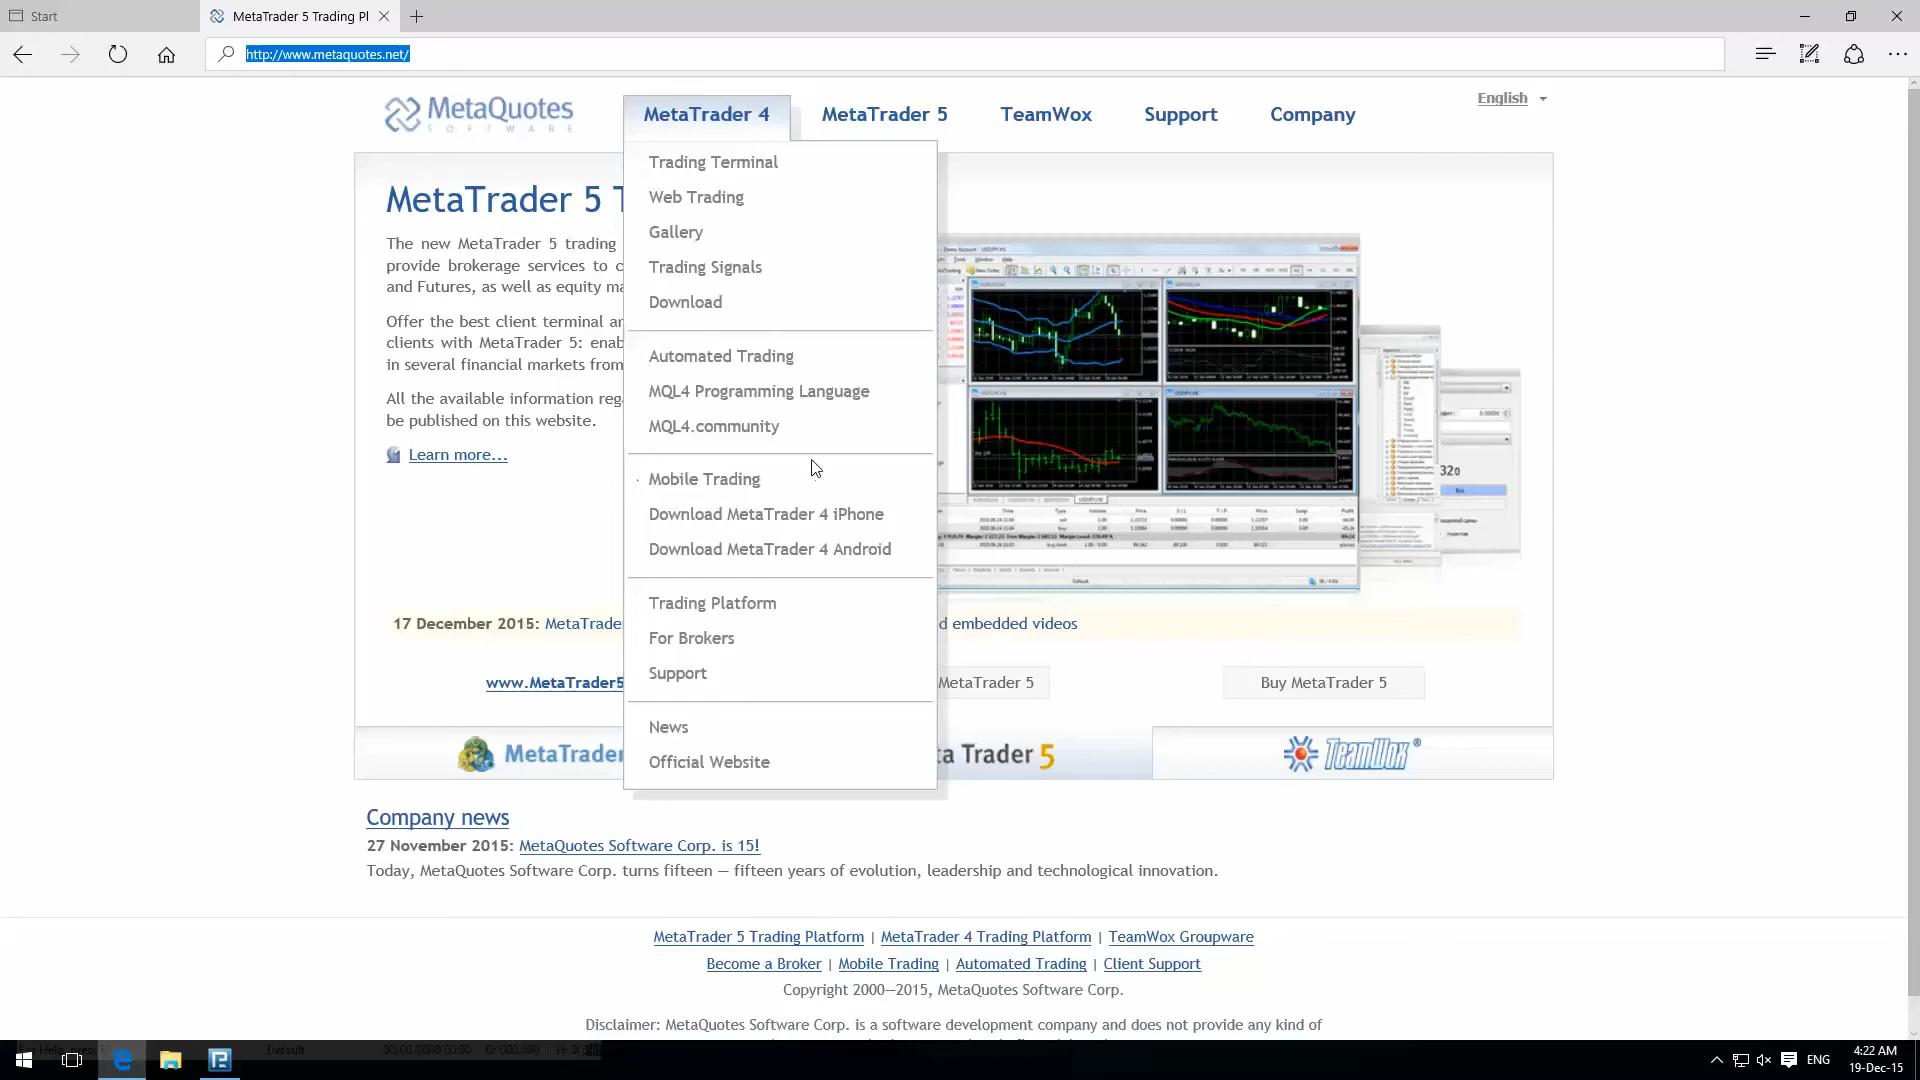 Start
MetaTrader 5 Trading Pl
http://www.metaquotes.net/
MetaQuotes
SOFTWARE
MetaTrader 4
MetaTrader 5
TeamWox
Support
Company
English
Trading Terminal
Web Trading
Gallery
Trading Signals
Download
Automated Trading
MQL4 Programming Language
MQL4.community
Mobile Trading
Download MetaTrader 4 iPhone
Download MetaTrader 4 Android
Trading Platform
For Brokers
Support
News
Official Website
MetaTrader 5 T
The new MetaTrader 5 trading
provide brokerage services to c
and Futures, as well as equity ma
Offer the best client terminal an
clients with MetaTrader 5: enab
in several financial markets from
All the available information rega
be published on this website.
Learn more...
17 December 2015: MetaTrade
d embedded videos
www.MetaTrader5
MetaTrader 5
Buy MetaTrader 5
MetaTrader
ta Trader 5
TeamWox®
Company news
27 November 2015: MetaQuotes Software Corp. is 15!
Today, MetaQuotes Software Corp. turns fifteen — fifteen years of evolution, leadership and technological innovation.
MetaTrader 5 Trading Platform | MetaTrader 4 Trading Platform | TeamWox Groupware
Become a Broker | Mobile Trading | Automated Trading | Client Support
Copyright 2000—2015, MetaQuotes Software Corp.
Disclaimer: MetaQuotes Software Corp. is a software development company and does not provide any kind of
Default
ENG
4:22 AM
19-Dec-15